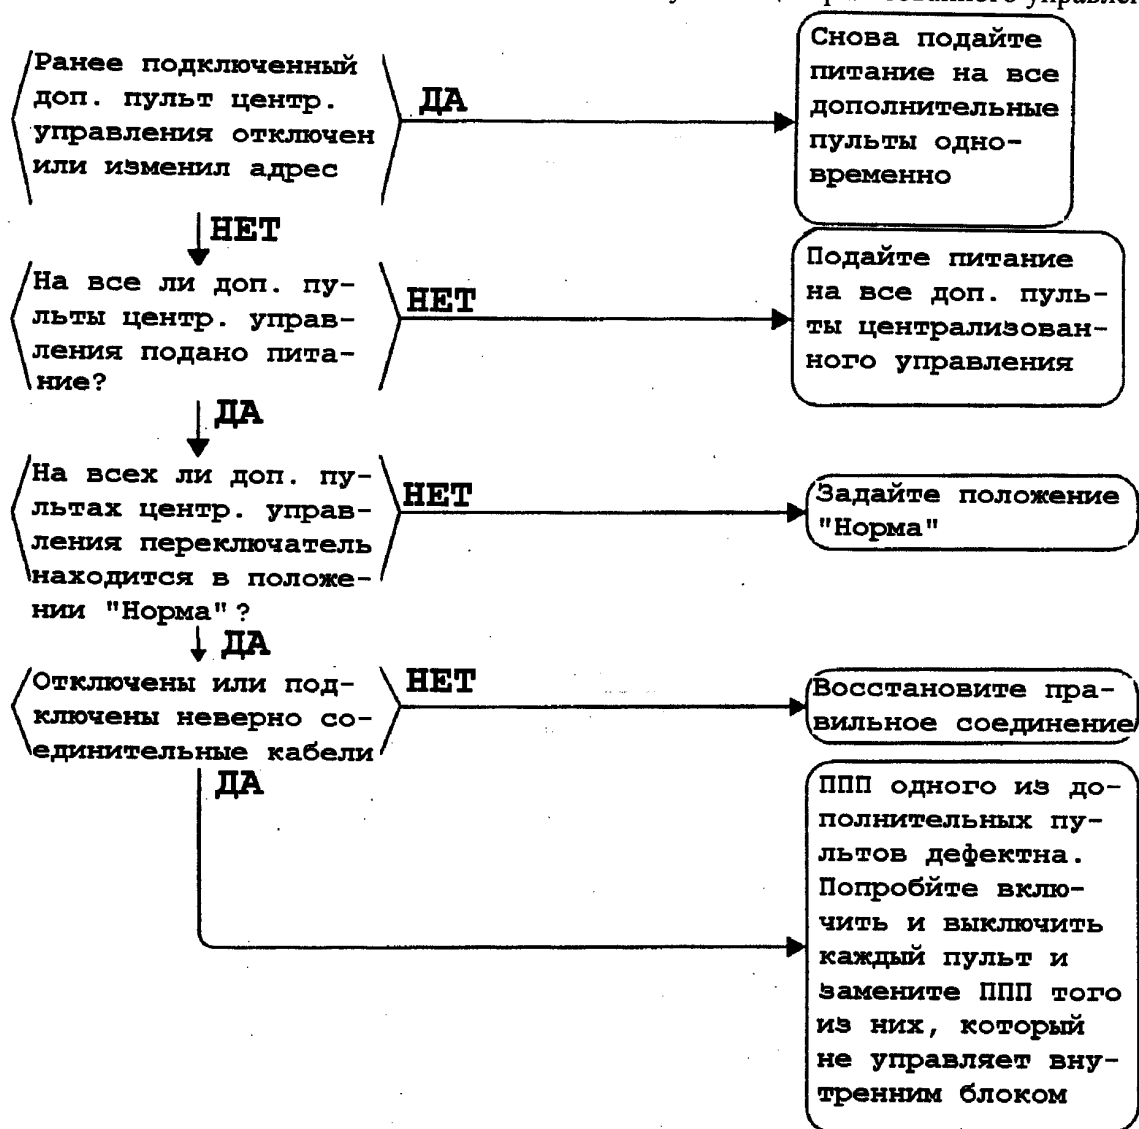 Ранее подключенный
доп. пульт центр.
управления отключен
или изменил адрес
ДА
Снова подайте
питание на все
дополнительные
пульты одно-
временно
НЕТ
На все ли доп. пу-
льты центр. управ-
ления подано пита-
ние?
НЕТ
Подайте питание
на все доп. пуль-
ты централизован-
ного управления
ДА
На всех ли доп. пу-
льтах центр. управ-
ления переключатель
находится в положе-
нии "Норма"?
НЕТ
Задайте положение
"Норма"
ДА
Отключены или под-
ключены неверно со-
единительные кабели
НЕТ
Восстановите пра-
вильное соединение
ДА
ППП одного из до-
полнительных пу-
льтов дефектна.
Попробйте вклю-
чить и выключить
каждый пульт и
замените ППП того
из них, который
не управляет вну-
тренним блоком